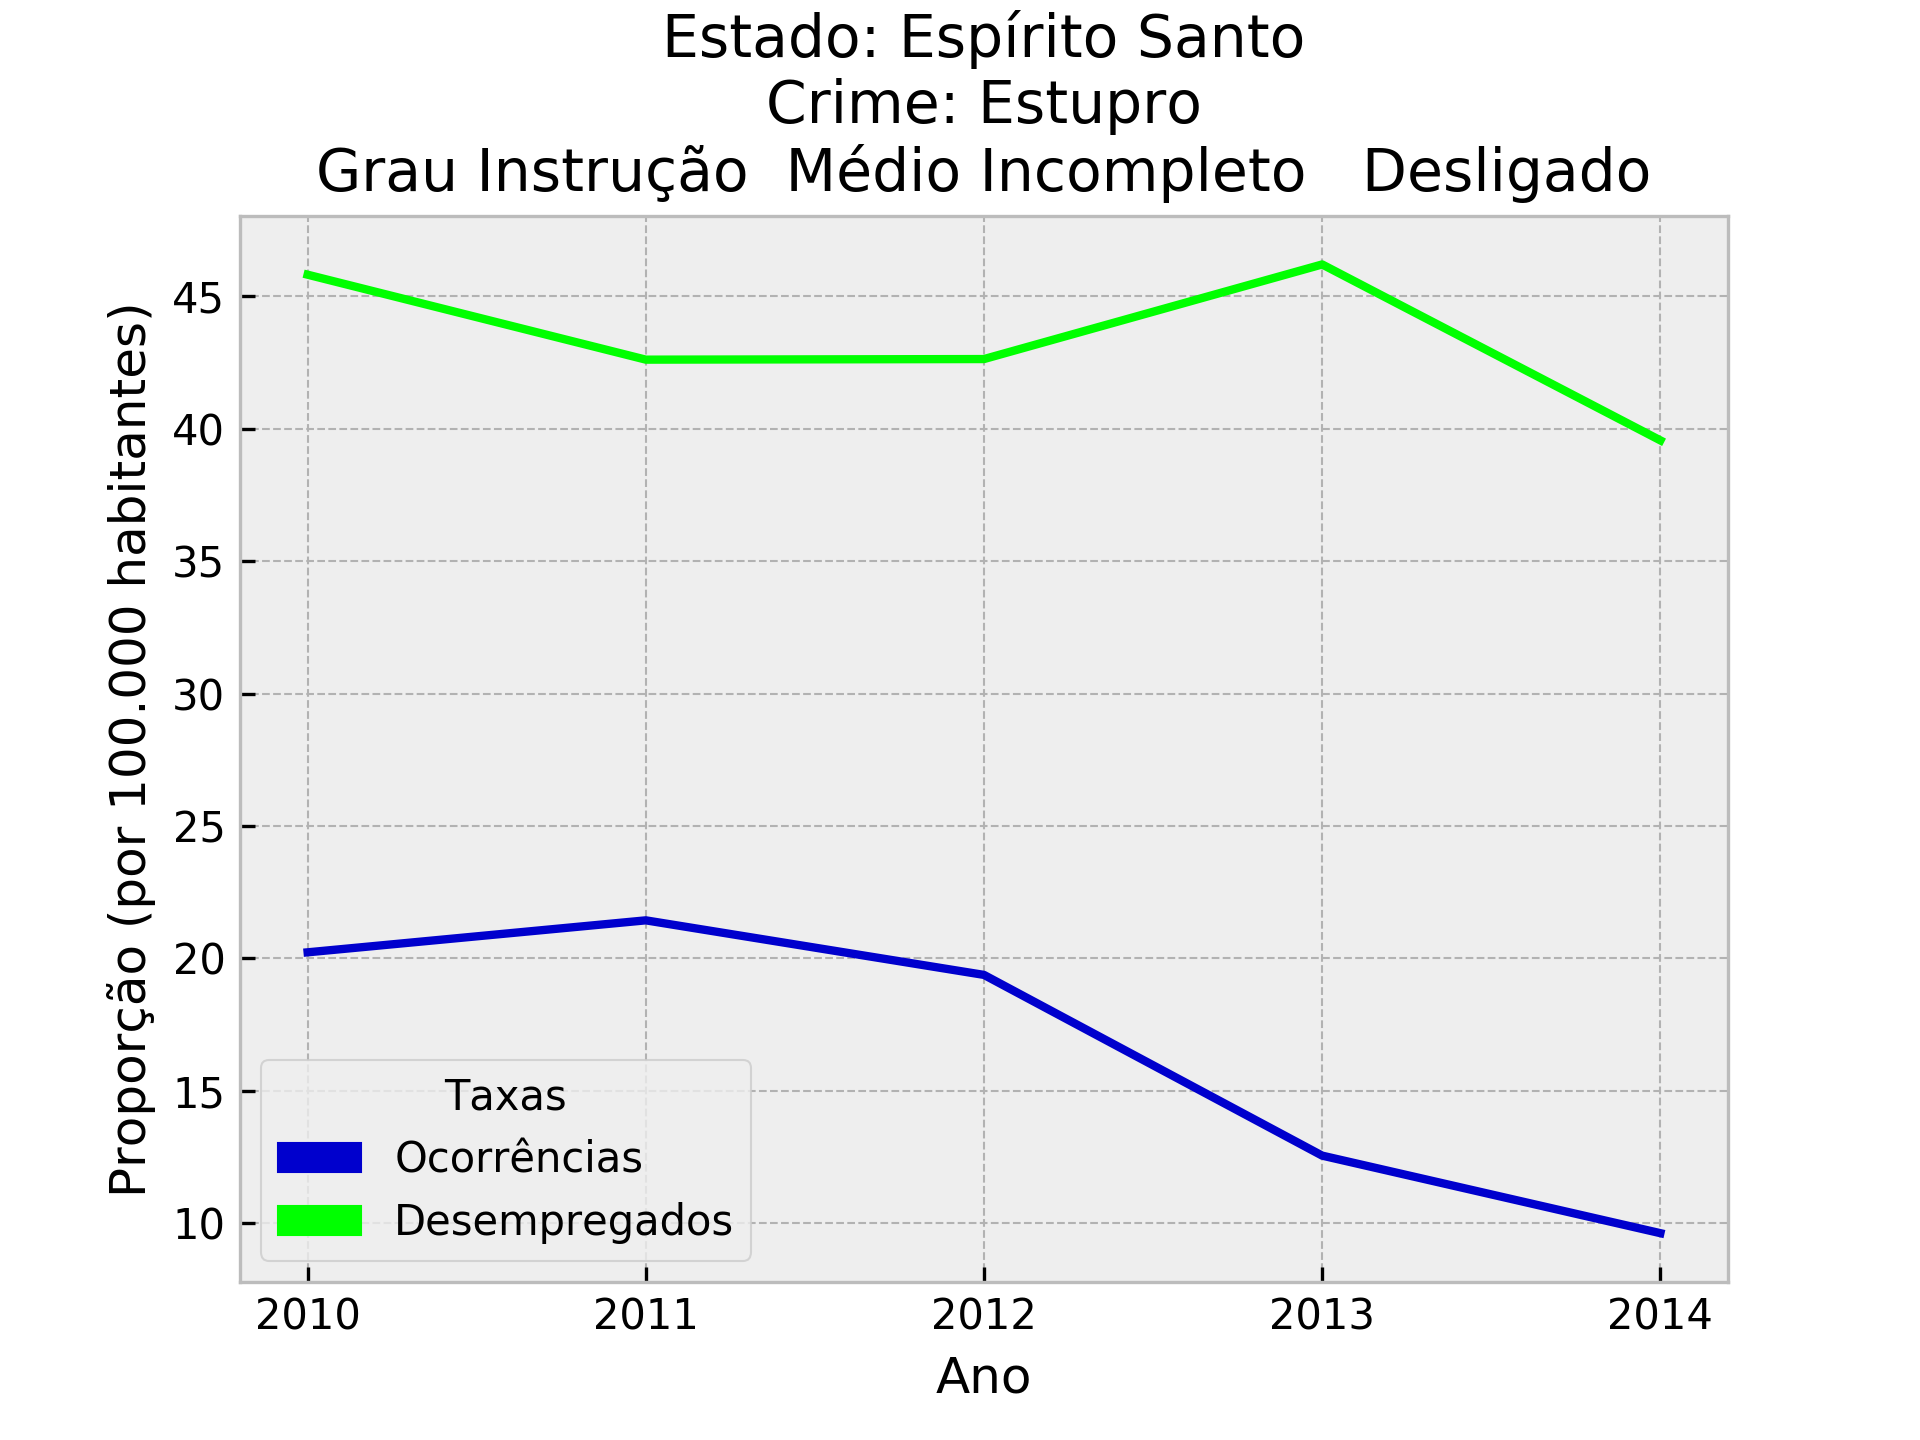 Estado: Espírito Santo
Crime: Estupro
Grau Instrução  Médio Incompleto   Desligado
Proporção (por 100.000 habitantes)
45
40
35
30
25
20
15
10
Taxas
Ocorrências
Desempregados
2010 2011 2012 2013 2014
Ano